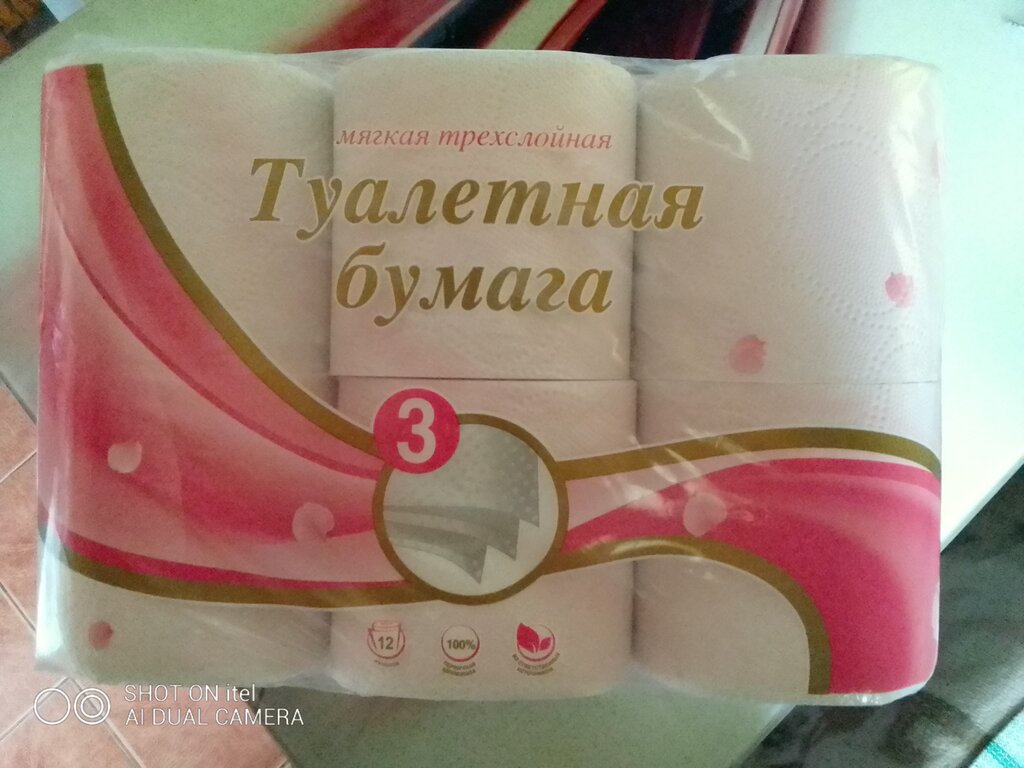 мягкая трехслойная
Туалетная
бумага
3
12
100%
SHOT ON itel
AI DUAL CAMERA